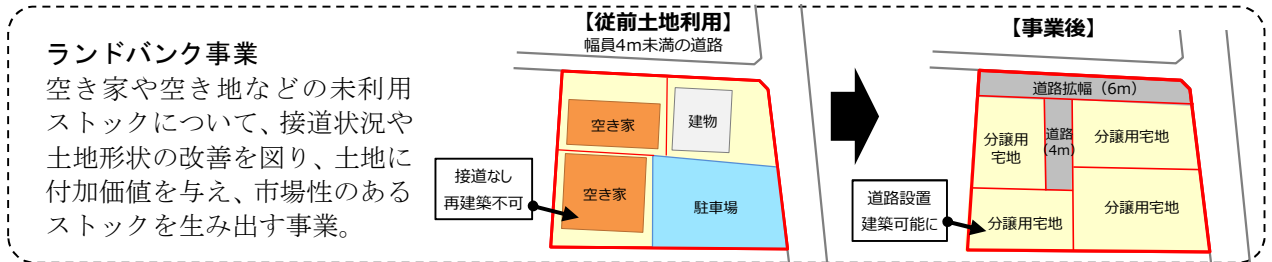 ランドバンク事業
空き家や空き地などの未利用
ストックについて、接道状況や
土地形状の改善を図り、土地に
付加価値を与え、市場性のある
ストックを生み出す事業。
【従前土地利用】
幅員4m未満の道路
空き家
建物
空き家
駐車場
接道なし
再建築不可
【事業後】
道路拡幅（6m）
分譲用
宅地
道路
(4m)
分譲用宅地
分譲用宅地
分譲用宅地
道路設置
建築可能に